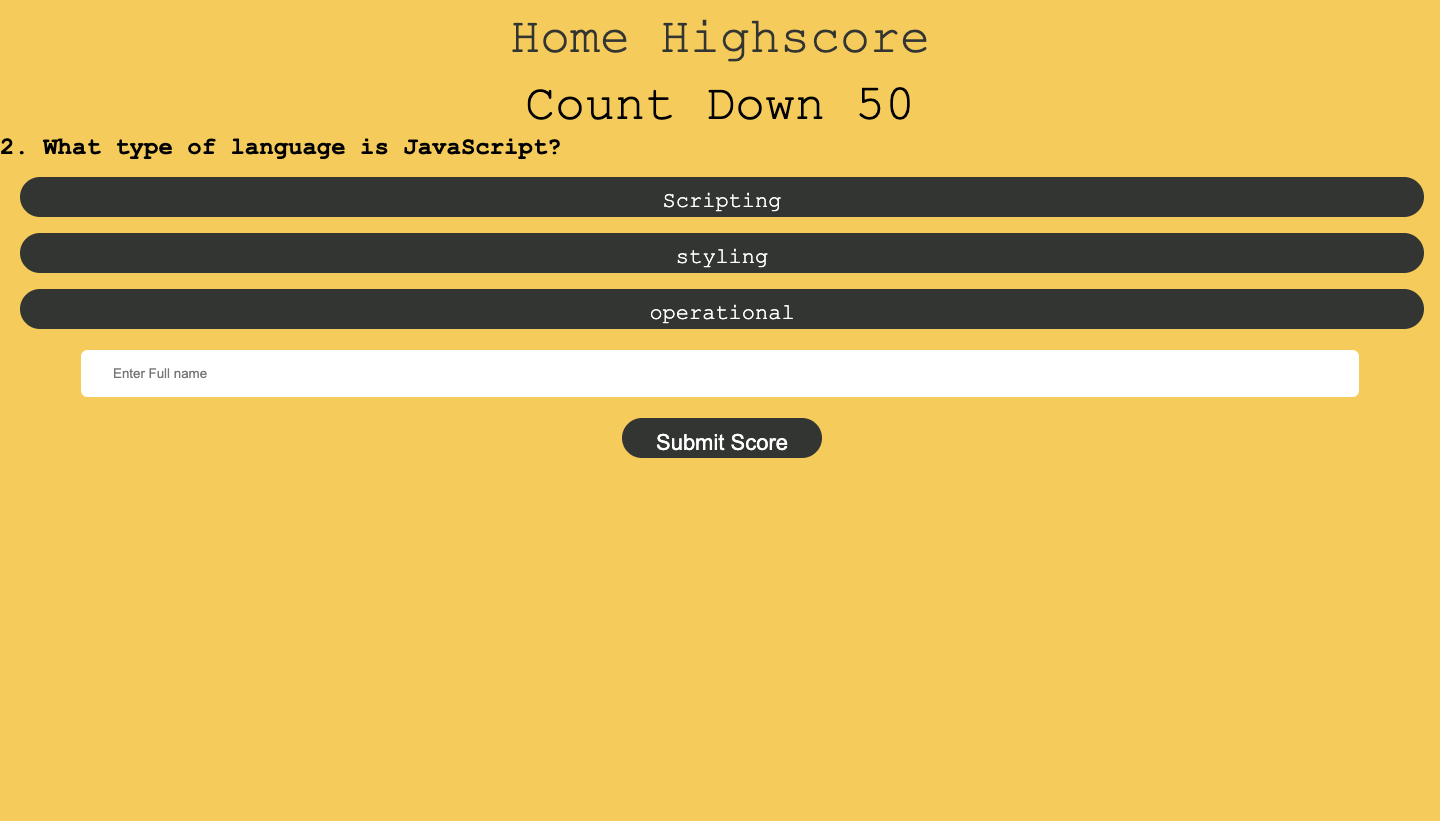 Home Highscore
Count Down 50
2. What type of language is JavaScript?
Scripting
styling
operational
Enter Full name
Submit Score